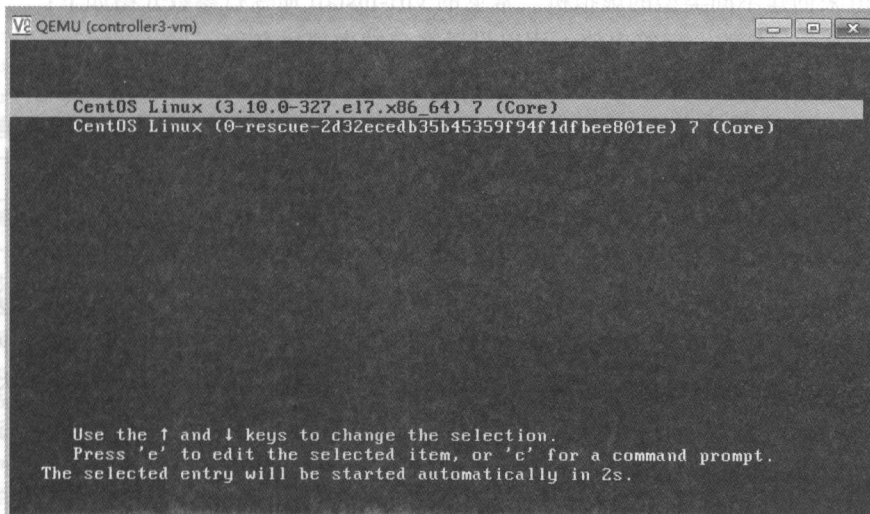 QEMU (controller3-vm)
CentOS Linux (3.10.0-327.el7.x86_64) 7 (Core)
CentOS Linux (0-rescue-2d32ecedb35b45359f94f1dfbee801ee) 7 (Core)
Use the ↑ and ↓ keys to change the selection.
Press 'e' to edit the selected item, or 'c' for a command prompt.
The selected entry will be started automatically in 2s.